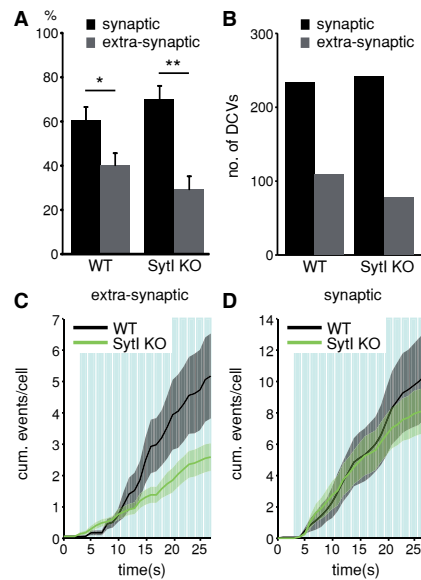 A
synaptic
extra-synaptic
%
100
80
60
40
20
0
*
**
WT
SytI KO
B
synaptic
extra-synaptic
no. of DCVs
300
200
100
0
WT
SytI KO
C
extra-synaptic
WT
SytI KO
cum. events/cell
7
6
5
4
3
2
1
0
0 5 10 15 20 25
time(s)
D
synaptic
WT
SytI KO
cum. events/cell
14
12
10
8
6
4
2
0
0 5 10 15 20 25
time(s)